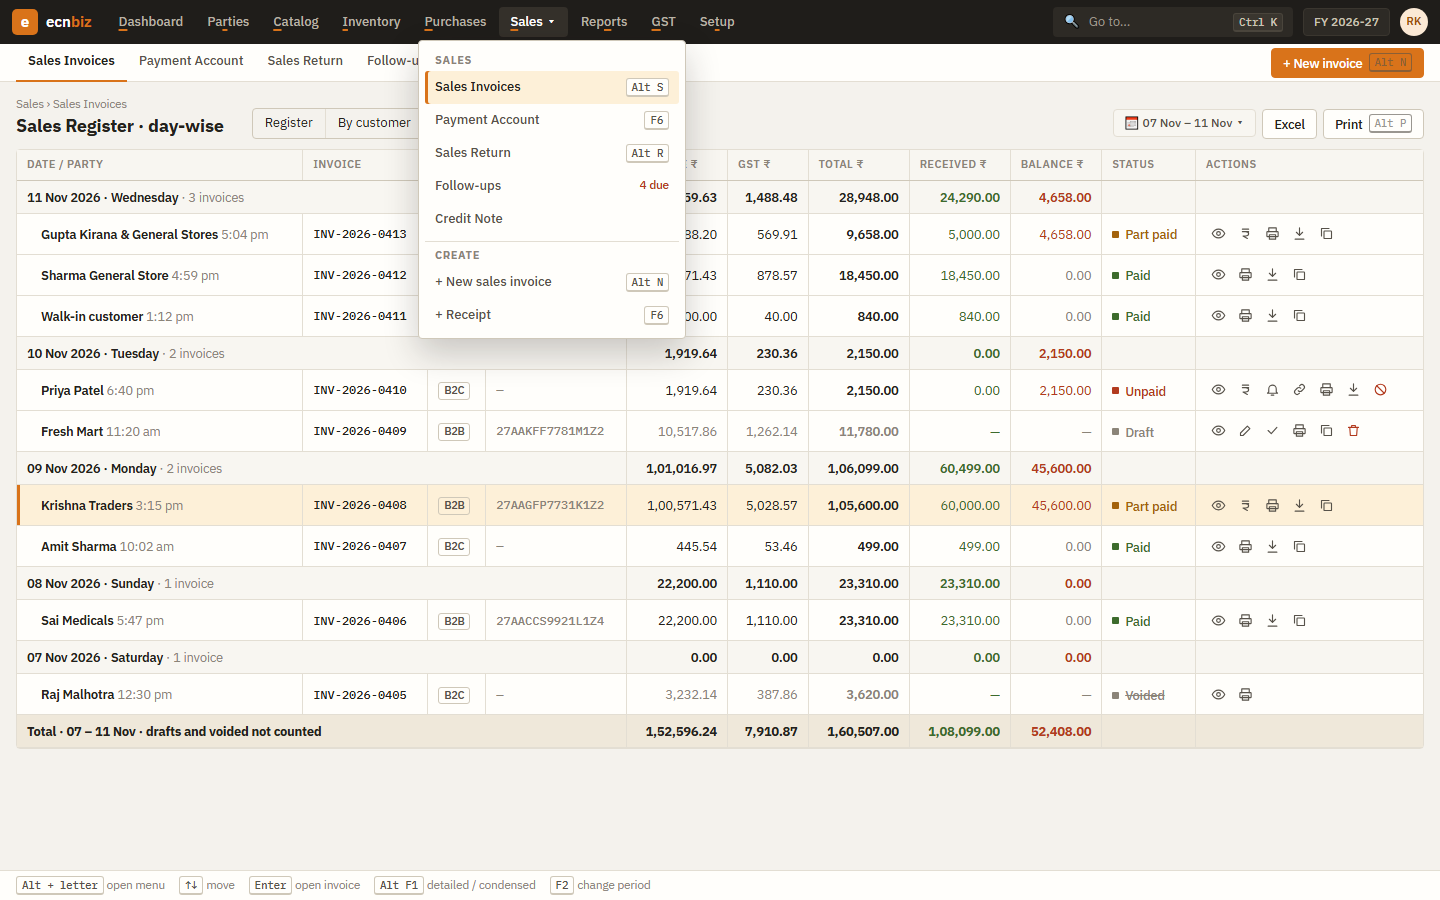 e ecnbiz Dashboard Parties Catalog Inventory Purchases Sales Reports GST Setup Go to... Ctrl K FY 2026-27 RK
Sales Invoices Payment Account Sales Return + New invoice Alt N
Sales › Sales Invoices
Sales Register · day-wise Register By customer 07 Nov – 11 Nov Excel Print Alt P
SALES
Sales Invoices Alt S
Payment Account F6
Sales Return Alt R
Follow-ups 4 due
Credit Note
CREATE
+ New sales invoice Alt N
+ Receipt F6
DATE / PARTY INVOICE ₹ GST ₹ TOTAL ₹ RECEIVED ₹ BALANCE ₹ STATUS ACTIONS
11 Nov 2026 · Wednesday · 3 invoices 1,488.48 28,948.00 24,290.00 4,658.00
Gupta Kirana & General Stores 5:04 pm INV-2026-0413 569.91 9,658.00 5,000.00 4,658.00 Part paid
Sharma General Store 4:59 pm INV-2026-0412 878.57 18,450.00 18,450.00 0.00 Paid
Walk-in customer 1:12 pm INV-2026-0411 40.00 840.00 840.00 0.00 Paid
10 Nov 2026 · Tuesday · 2 invoices 1,919.64 230.36 2,150.00 0.00 2,150.00
Priya Patel 6:40 pm INV-2026-0410 B2C – 1,919.64 230.36 2,150.00 0.00 2,150.00 Unpaid
Fresh Mart 11:20 am INV-2026-0409 B2B 27AAKFF7781M1Z2 10,517.86 1,262.14 11,780.00 — — Draft
09 Nov 2026 · Monday · 2 invoices 1,01,016.97 5,082.03 1,06,099.00 60,499.00 45,600.00
Krishna Traders 3:15 pm INV-2026-0408 B2B 27AAGFP7731K1Z2 1,00,571.43 5,028.57 1,05,600.00 60,000.00 45,600.00 Part paid
Amit Sharma 10:02 am INV-2026-0407 B2C – 445.54 53.46 499.00 499.00 0.00 Paid
08 Nov 2026 · Sunday · 1 invoice 22,200.00 1,110.00 23,310.00 23,310.00 0.00
Sai Medicals 5:47 pm INV-2026-0406 B2B 27AACCS9921L1Z4 22,200.00 1,110.00 23,310.00 23,310.00 0.00 Paid
07 Nov 2026 · Saturday · 1 invoice 0.00 0.00 0.00 0.00 0.00
Raj Malhotra 12:30 pm INV-2026-0405 B2C – 3,232.14 387.86 3,620.00 — — Voided
Total · 07 – 11 Nov · drafts and voided not counted 1,52,596.24 7,910.87 1,60,507.00 1,08,099.00 52,408.00
Alt + letter open menu ↑↓ move Enter open invoice Alt F1 detailed / condensed F2 change period